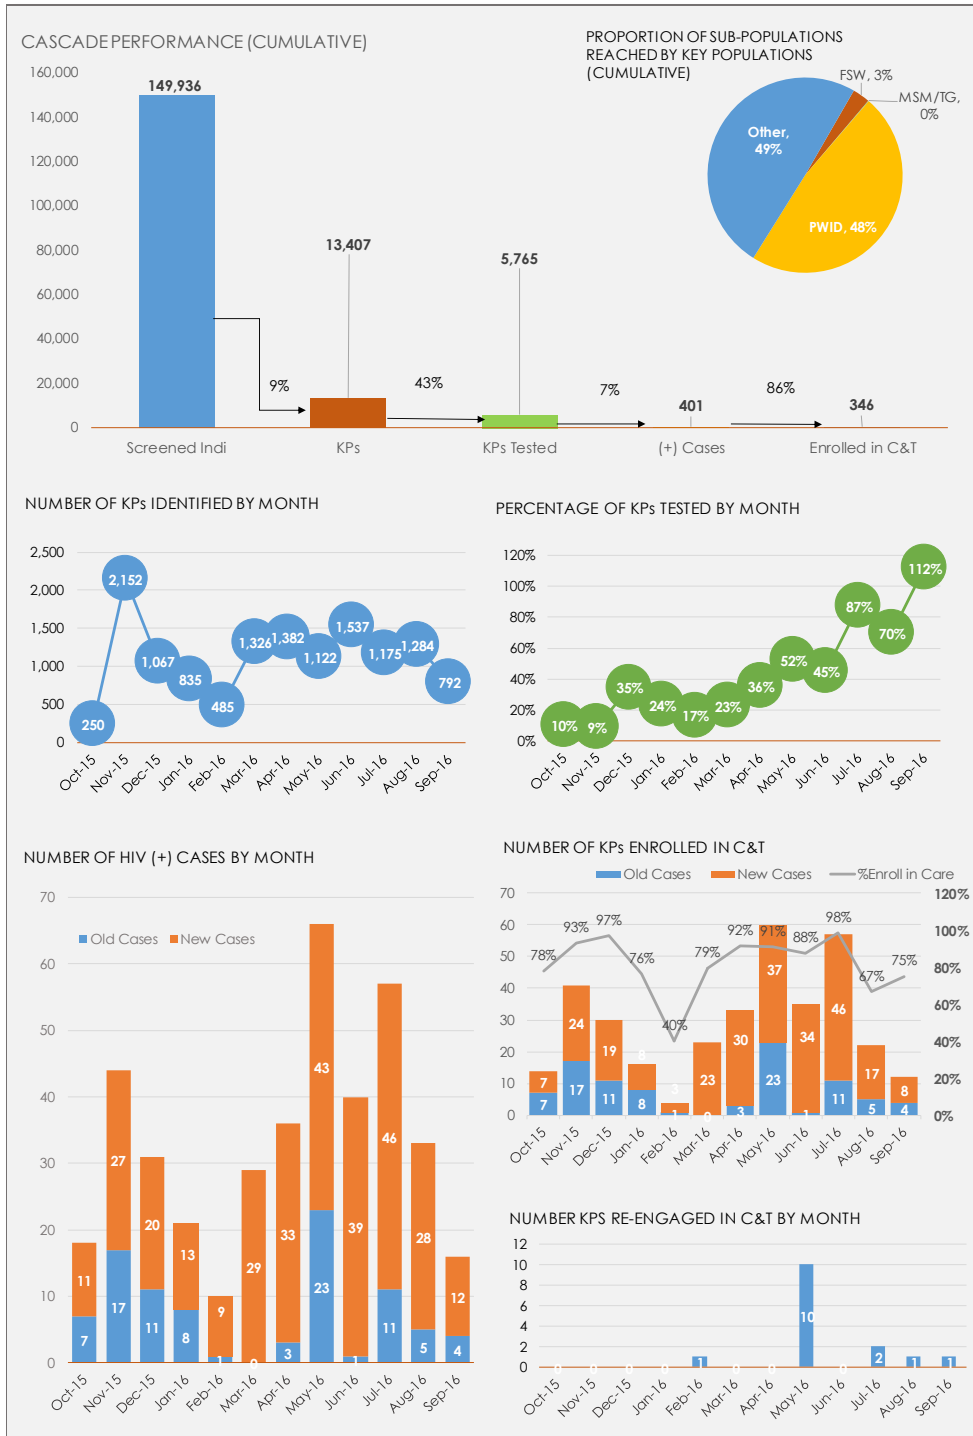 CASCADE PERFORMANCE (CUMULATIVE)
160,000
140,000
120,000
100,000
80,000
60,000
40,000
20,000
0
149,936
13,407
5,765
401
346
9%
43%
7%
86%
Screened Indi
KPs
KPs Tested
(+) Cases
Enrolled in C&T
PROPORTION OF SUB-POPULATIONS
REACHED BY KEY POPULATIONS
(CUMULATIVE)
FSW, 3%
MSM/TG,
0%
Other,
49%
PWID, 48%
NUMBER OF KPs IDENTIFIED BY MONTH
2,500
2,000
1,500
1,000
500
0
250
2,152
1,067
835
485
1,326
1,382
1,122
1,537
1,175
1,284
792
Oct-15
Nov-15
Dec-15
Jan-16
Feb-16
Mar-16
Apr-16
May-16
Jun-16
Jul-16
Aug-16
Sep-16
PERCENTAGE OF KPs TESTED BY MONTH
120%
100%
80%
60%
40%
20%
0%
10%
9%
35%
24%
17%
23%
36%
52%
45%
87%
70%
112%
Oct-15
Nov-15
Dec-15
Jan-16
Feb-16
Mar-16
Apr-16
May-16
Jun-16
Jul-16
Aug-16
Sep-16
NUMBER OF HIV (+) CASES BY MONTH
Old Cases
New Cases
70
60
50
40
30
20
10
0
11
7
27
17
20
11
13
8
9
1
29
0
33
3
43
23
39
1
46
11
28
5
12
4
Oct-15
Nov-15
Dec-15
Jan-16
Feb-16
Mar-16
Apr-16
May-16
Jun-16
Jul-16
Aug-16
Sep-16
NUMBER OF KPs ENROLLED IN C&T
Old Cases
New Cases
%Enroll in Care
70
60
50
40
30
20
10
0
120%
100%
80%
60%
40%
20%
0%
78%
93%
97%
76%
40%
79%
92%
91%
88%
98%
67%
75%
7
7
24
17
19
11
8
8
3
1
23
0
30
3
37
23
34
1
46
11
17
5
8
4
Oct-15
Nov-15
Dec-15
Jan-16
Feb-16
Mar-16
Apr-16
May-16
Jun-16
Jul-16
Aug-16
Sep-16
NUMBER KPS RE-ENGAGED IN C&T BY MONTH
12
10
8
6
4
2
0
0
0
0
0
1
0
0
10
0
2
1
1
Oct-15
Nov-15
Dec-15
Jan-16
Feb-16
Mar-16
Apr-16
May-16
Jun-16
Jul-16
Aug-16
Sep-16